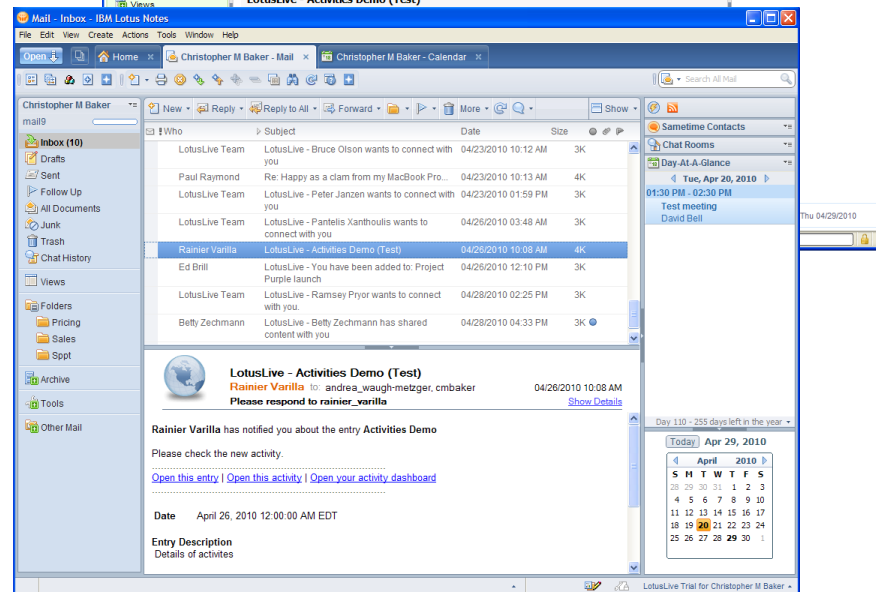 Views
LotusLive - Activities Demo (Test)
Mail - Inbox - IBM Lotus Notes
File Edit View Create Actions Tools Window Help
Open Home Christopher M Baker - Mail Christopher M Baker - Calendar
Search All Mail
Christopher M Baker
mail9
Inbox (10)
Drafts
Sent
Follow Up
All Documents
Junk
Trash
Chat History
Views
Folders
Pricing
Sales
Sppt
Archive
Tools
Other Mail
New Reply Reply to All Forward More Show
! Who Subject Date Size
LotusLive Team LotusLive - Bruce Olson wants to connect with 04/23/2010 10:12 AM 3K
you
Paul Raymond Re: Happy as a clam from my MacBook Pro... 04/23/2010 10:13 AM 4K
LotusLive Team LotusLive - Peter Janzen wants to connect with 04/23/2010 01:59 PM 3K
you
LotusLive Team LotusLive - Pantelis Xanthoulis wants to 04/26/2010 03:48 AM 3K
connect with you
Rainier Varilla LotusLive - Activities Demo (Test) 04/26/2010 10:08 AM 4K
Ed Brill LotusLive - You have been added to: Project 04/26/2010 12:10 PM 3K
Purple launch
LotusLive Team LotusLive - Ramsey Pryor wants to connect 04/28/2010 02:25 PM 3K
with you.
Betty Zechmann LotusLive - Betty Zechmann has shared 04/28/2010 04:33 PM 3K
content with you
LotusLive - Activities Demo (Test)
Rainier Varilla to: andrea_waugh-metzger, cmbaker 04/26/2010 10:08 AM
Please respond to rainier_varilla Show Details
Rainier Varilla has notified you about the entry Activities Demo
Please check the new activity.
Open this entry | Open this activity | Open your activity dashboard
Date April 26, 2010 12:00:00 AM EDT
Entry Description
Details of activites
Sametime Contacts
Chat Rooms
Day-At-A-Glance
Tue, Apr 20, 2010
01:30 PM - 02:30 PM
Test meeting
David Bell
Day 110 - 255 days left in the year
Today Apr 29, 2010
April 2010
S M T W T F S
28 29 30 31 1 2 3
4 5 6 7 8 9 10
11 12 13 14 15 16 17
18 19 20 21 22 23 24
25 26 27 28 29 30 1
LotusLive Trial for Christopher M Baker
Thu 04/29/2010